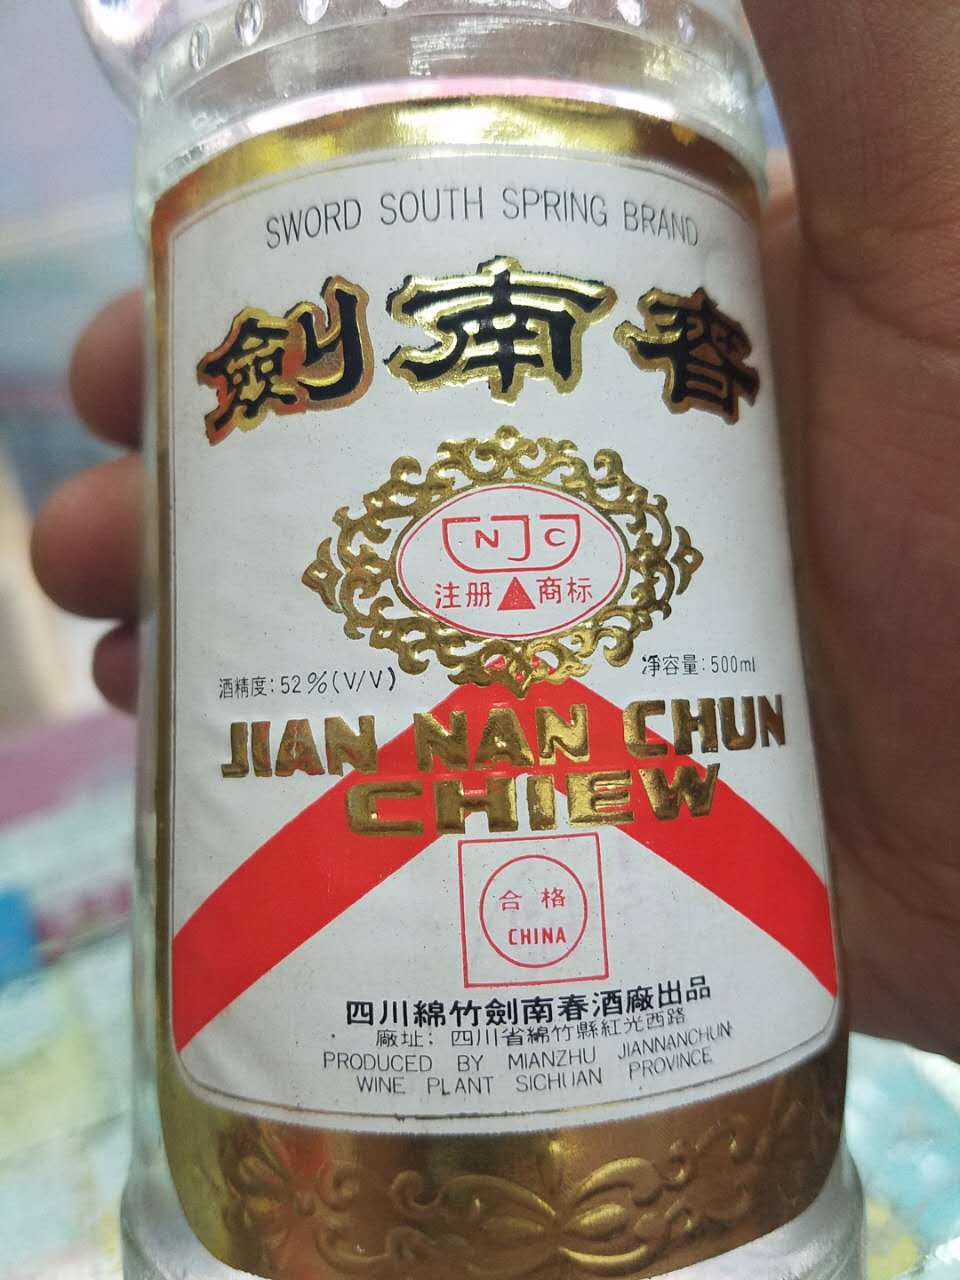 SWORD SOUTH SPRING BRAND
劍南春
NJC
注册▲商标
酒精度:52%(V/V)
淨容量:500ml
JIAN NAN CHUN
CHIEW
合格
CHINA
四川綿竹劍南春酒廠出品
廠址:四川省綿竹縣紅光西路
PRODUCED BY MIANZHU JIANNANCHUN
WINE PLANT SICHUAN PROVINCE